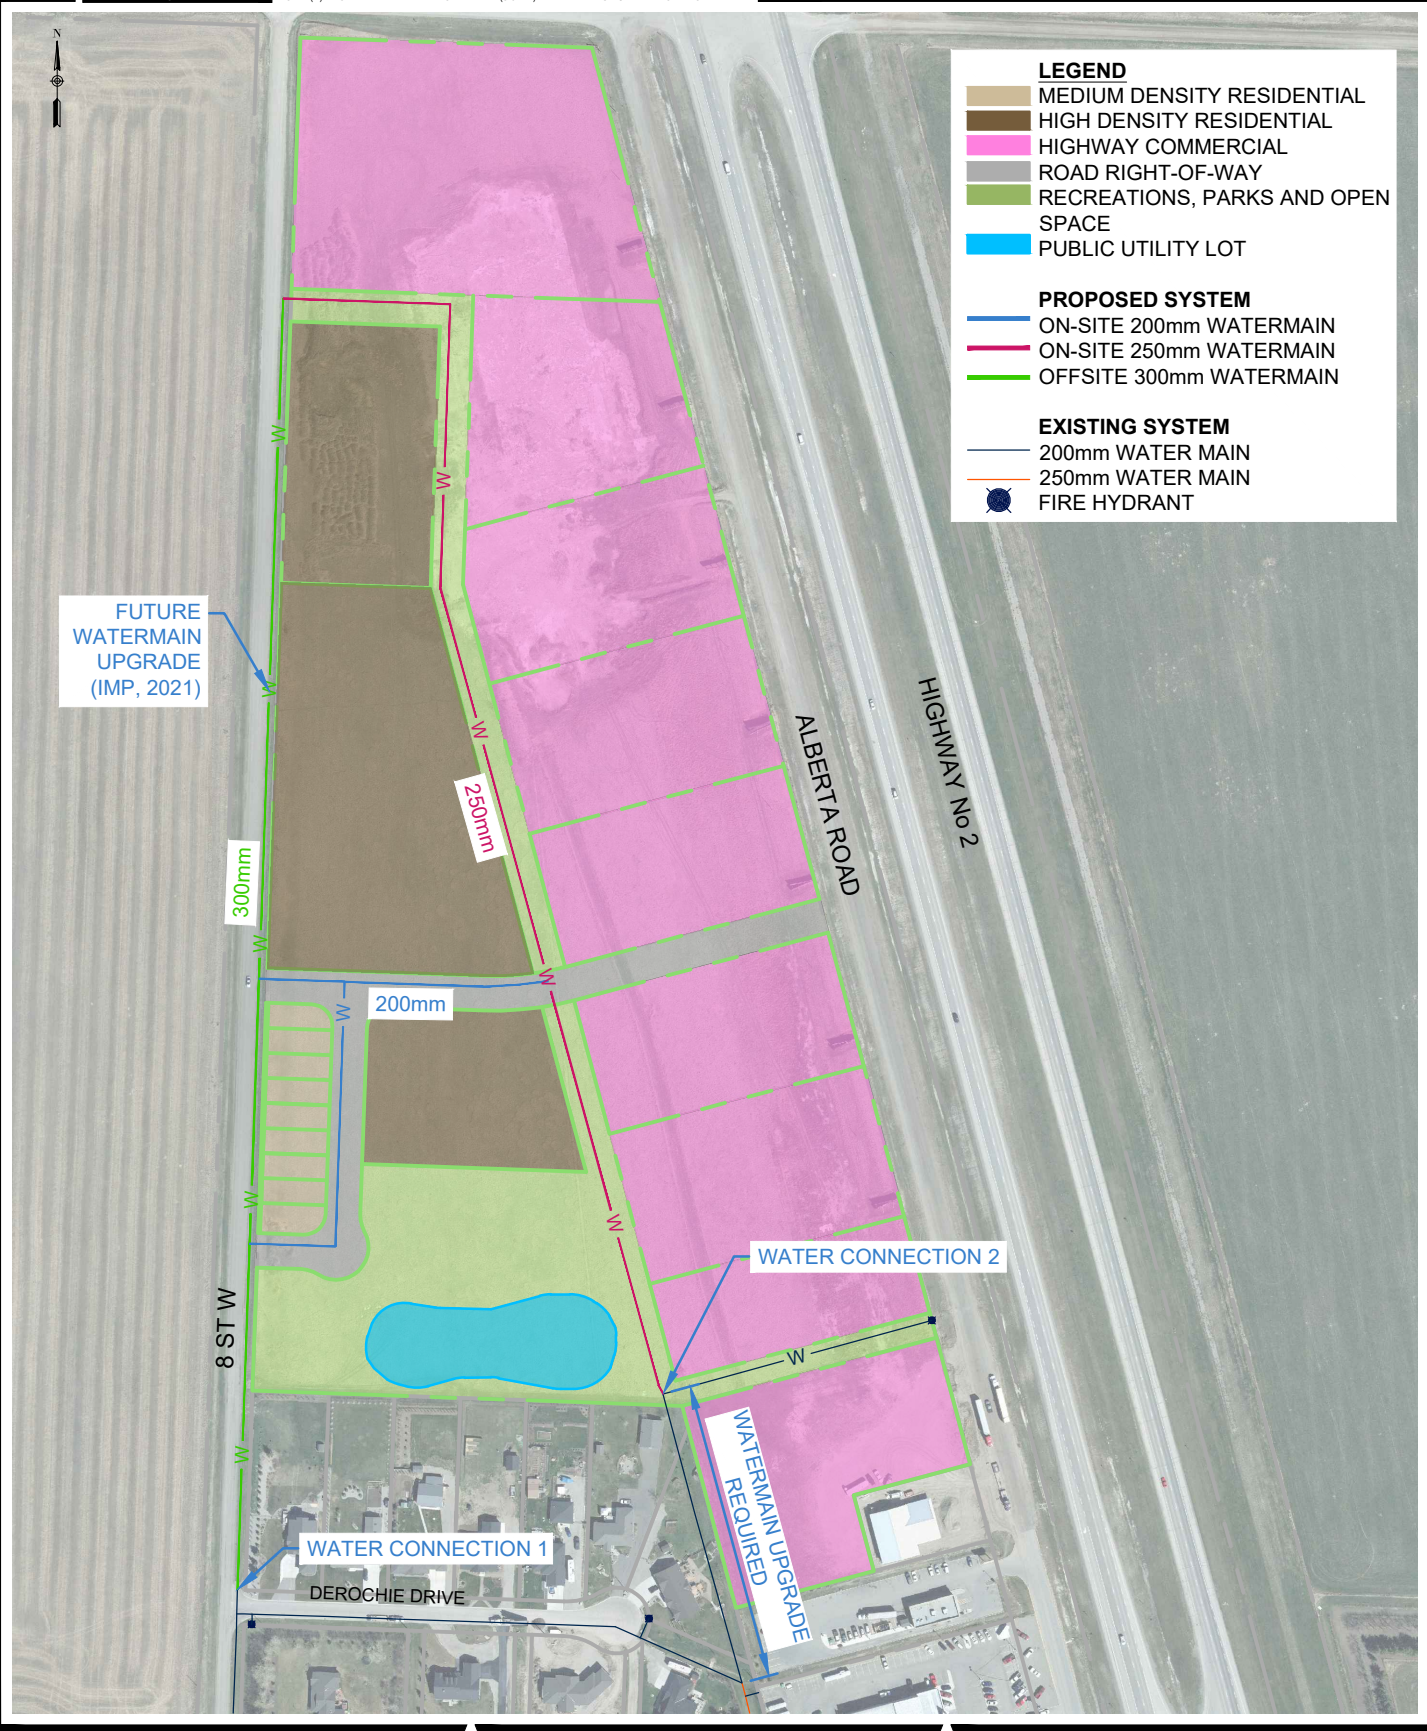 N
LEGEND
MEDIUM DENSITY RESIDENTIAL
HIGH DENSITY RESIDENTIAL
HIGHWAY COMMERCIAL
ROAD RIGHT-OF-WAY
RECREATIONS, PARKS AND OPEN
SPACE
PUBLIC UTILITY LOT
PROPOSED SYSTEM
ON-SITE 200mm WATERMAIN
ON-SITE 250mm WATERMAIN
OFFSITE 300mm WATERMAIN
EXISTING SYSTEM
200mm WATER MAIN
250mm WATER MAIN
FIRE HYDRANT
W
W
FUTURE
WATERMAIN
UPGRADE
(IMP, 2021)
W
W
250mm
ALBERTA ROAD
HIGHWAY No 2
300mm
W
W
200mm
W
W
W
WATER CONNECTION 2
8 ST W
W
W
WATERMAIN UPGRADE
REQUIRED
WATER CONNECTION 1
DEROCHIE DRIVE